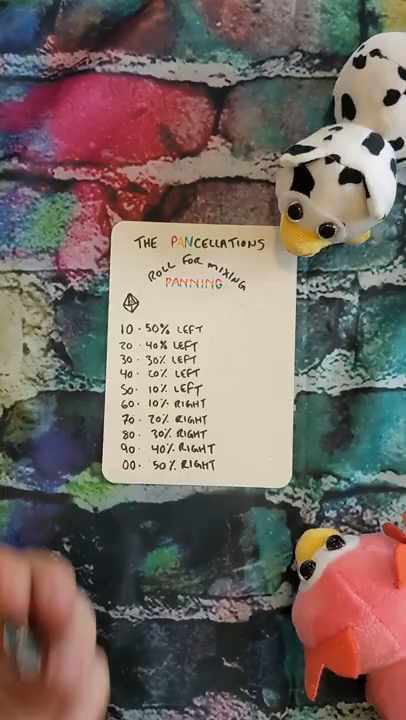 THE PANCELLATIONS
ROLL FOR MIXING
PANNING
10 · 50% LEFT
20 · 40% LEFT
30 · 30% LEFT
40 · 20% LEFT
50 · 10% LEFT
60 · 10% RIGHT
70 · 20% RIGHT
80 · 30% RIGHT
90 · 40% RIGHT
00 · 50% RIGHT